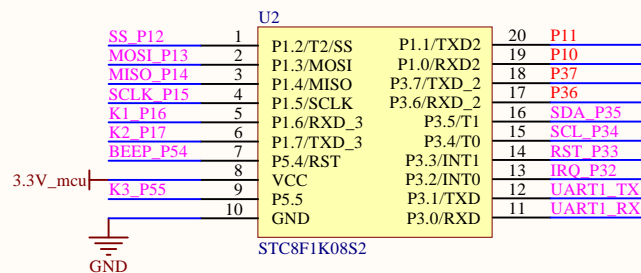 U2
SS_P12 1 P1.2/T2/SS P1.1/TXD2 20 P11
MOSI_P13 2 P1.3/MOSI P1.0/RXD2 19 P10
MISO_P14 3 P1.4/MISO P3.7/TXD_2 18 P37
SCLK_P15 4 P1.5/SCLK P3.6/RXD_2 17 P36
K1_P16 5 P1.6/RXD_3 P3.5/T1 16 SDA_P35
K2_P17 6 P1.7/TXD_3 P3.4/T0 15 SCL_P34
BEEP_P54 7 P5.4/RST P3.3/INT1 14 RST_P33
3.3V_mcu 8 VCC P3.2/INT0 13 IRQ_P32
K3_P55 9 P5.5 P3.1/TXD 12 UART1_TX
10 GND P3.0/RXD 11 UART1_RX
GND
STC8F1K08S2